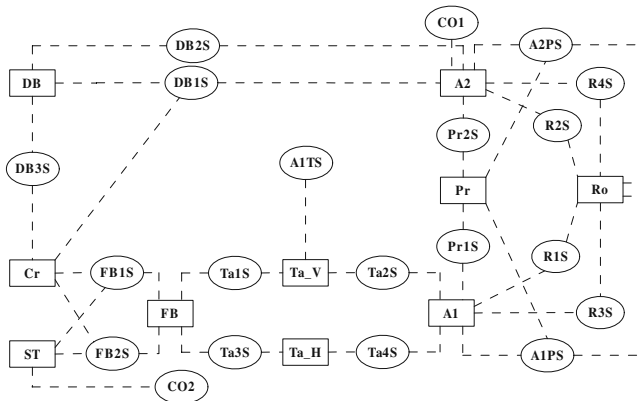 CO1
DB2S
A2PS
DB
DB1S
A2
R4S
R2S
Pr2S
DB3S
A1TS
Pr
Ro
Pr1S
R1S
Cr
FB1S
Ta1S
Ta_V
Ta2S
FB
A1
R3S
ST
FB2S
Ta3S
Ta_H
Ta4S
A1PS
CO2